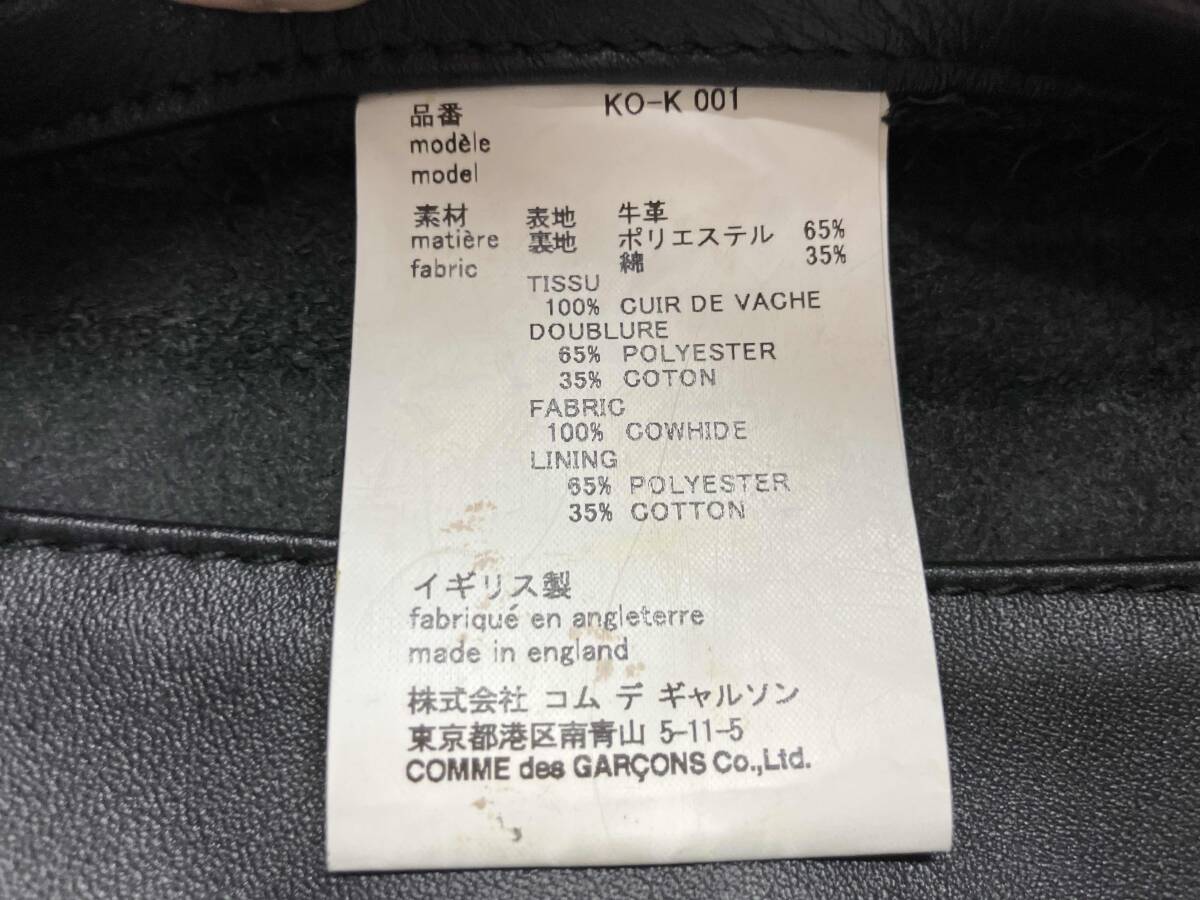 品番 KO-K 001
modèle
model
素材 表地 牛革
matière 裏地 ポリエステル 65%
fabric 綿 35%
TISSU
100% CUIR DE VACHE
DOUBLURE
65% POLYESTER
35% COTON
FABRIC
100% COWHIDE
LINING
65% POLYESTER
35% COTTON
イギリス製
fabriqué en angleterre
made in england
株式会社 コム デ ギャルソン
東京都港区南青山 5-11-5
COMME des GARÇONS Co.,Ltd.